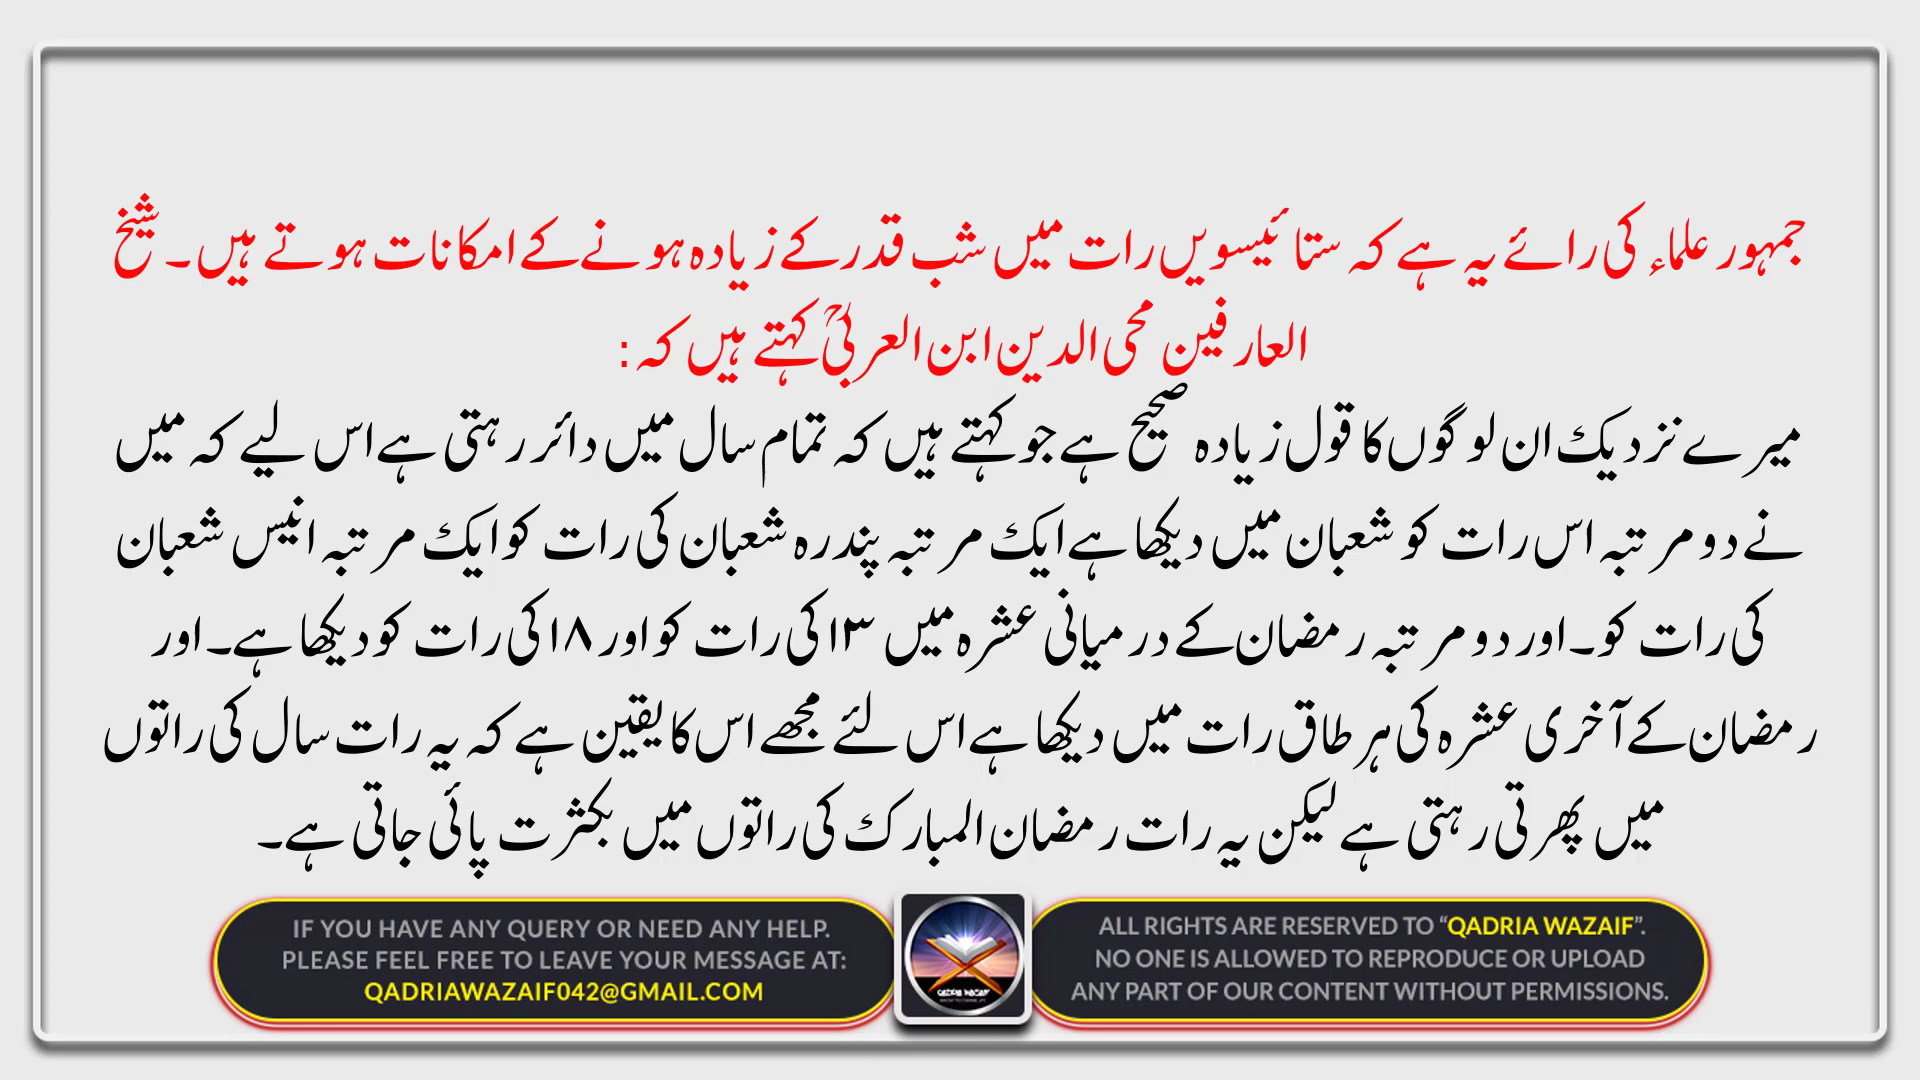 جمہور علماء کی رائے یہ ہے کہ ستائیسویں رات میں شب قدر کے زیادہ ہونے کے امکانات ہوتے ہیں۔ شیخ
العارفین محی الدین ابن العربیؒ کہتے ہیں کہ :
میرے نزدیک ان لوگوں کا قول زیادہ صحیح ہے جو کہتے ہیں کہ تمام سال میں دائر رہتی ہے اس لیے کہ میں
نے دو مرتبہ اس رات کو شعبان میں دیکھا ہے ایک مرتبہ پندرہ شعبان کی رات کو ایک مرتبہ انیس شعبان
کی رات کو۔ اور دو مرتبہ رمضان کے درمیانی عشرہ میں ۱۳ کی رات کو اور ۱۸ کی رات کو دیکھا ہے۔ اور
رمضان کے آخری عشرہ کی ہر طاق رات میں دیکھا ہے اس لئے مجھے اس کا یقین ہے کہ یہ رات سال کی راتوں
میں پھرتی رہتی ہے لیکن یہ رات رمضان المبارک کی راتوں میں بکثرت پائی جاتی ہے۔
IF YOU HAVE ANY QUERY OR NEED ANY HELP.
PLEASE FEEL FREE TO LEAVE YOUR MESSAGE AT:
QADRIAWAZAIF042@GMAIL.COM
QADRIA WAZAIF
ALL RIGHTS ARE RESERVED TO “QADRIA WAZAIF”.
NO ONE IS ALLOWED TO REPRODUCE OR UPLOAD
ANY PART OF OUR CONTENT WITHOUT PERMISSIONS.